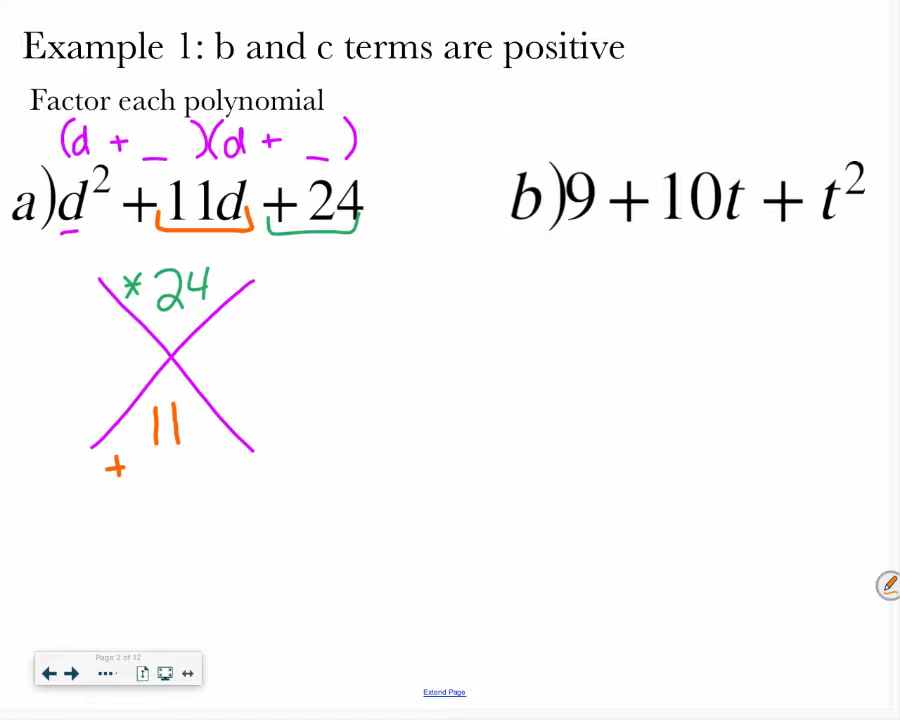 Example 1: b and c terms are positive
Factor each polynomial
(d + _ )(d + _ )
a)d² +11d +24
b)9 +10t + t²
* 24
11
+
Page 2 of 12
Extend Page